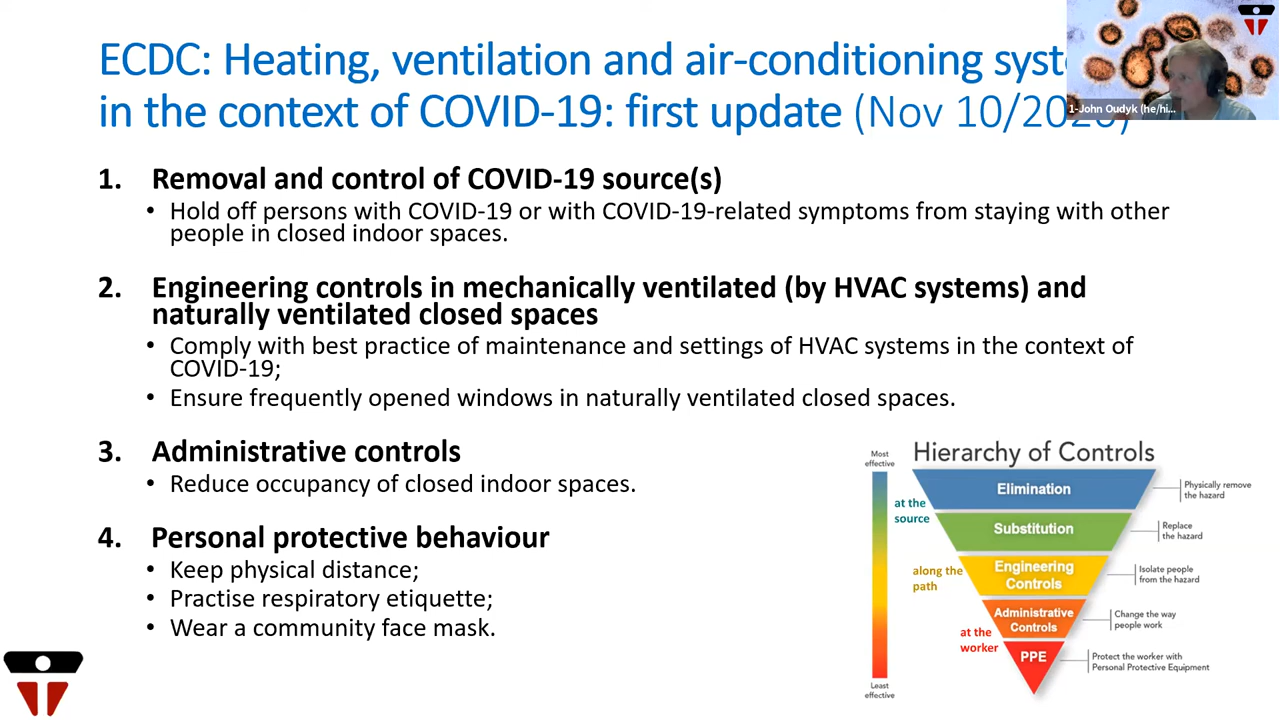 ECDC: Heating, ventilation and air-conditioning
in the context of COVID-19: first update (Nov 10/2020)
1-John Oudyk (he/hi...
1. Removal and control of COVID-19 source(s)
• Hold off persons with COVID-19 or with COVID-19-related symptoms from staying with other
people in closed indoor spaces.
2. Engineering controls in mechanically ventilated (by HVAC systems) and
naturally ventilated closed spaces
• Comply with best practice of maintenance and settings of HVAC systems in the context of
COVID-19;
• Ensure frequently opened windows in naturally ventilated closed spaces.
3. Administrative controls
• Reduce occupancy of closed indoor spaces.
4. Personal protective behaviour
• Keep physical distance;
• Practise respiratory etiquette;
• Wear a community face mask.
Hierarchy of Controls
Most
effective
Elimination
Physically remove
the hazard
at the
source
Substitution
Replace
the hazard
along the
path
Engineering
Controls
Isolate people
from the hazard
Administrative
Controls
Change the way
people work
at the
worker
PPE
Protect the worker with
Personal Protective Equipment
Least
effective